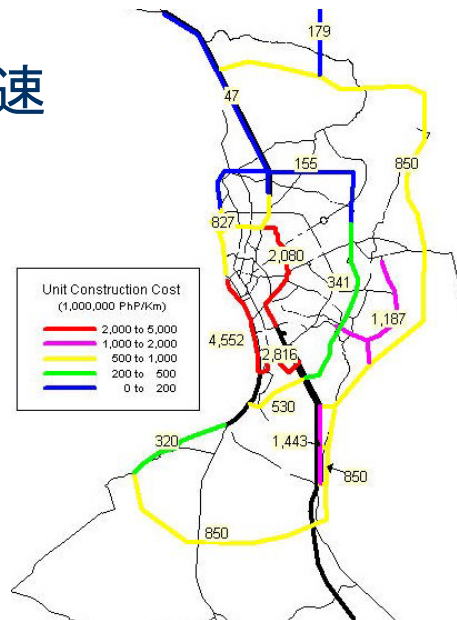 179
速
47
850
155
827
2,080
341
Unit Construction Cost
(1,000,000 PhP/Km)
2,000 to 5,000
1,000 to 2,000
500 to 1,000
200 to 500
0 to 200
1,187
4,552
2,816
530
320
1,443
850
850